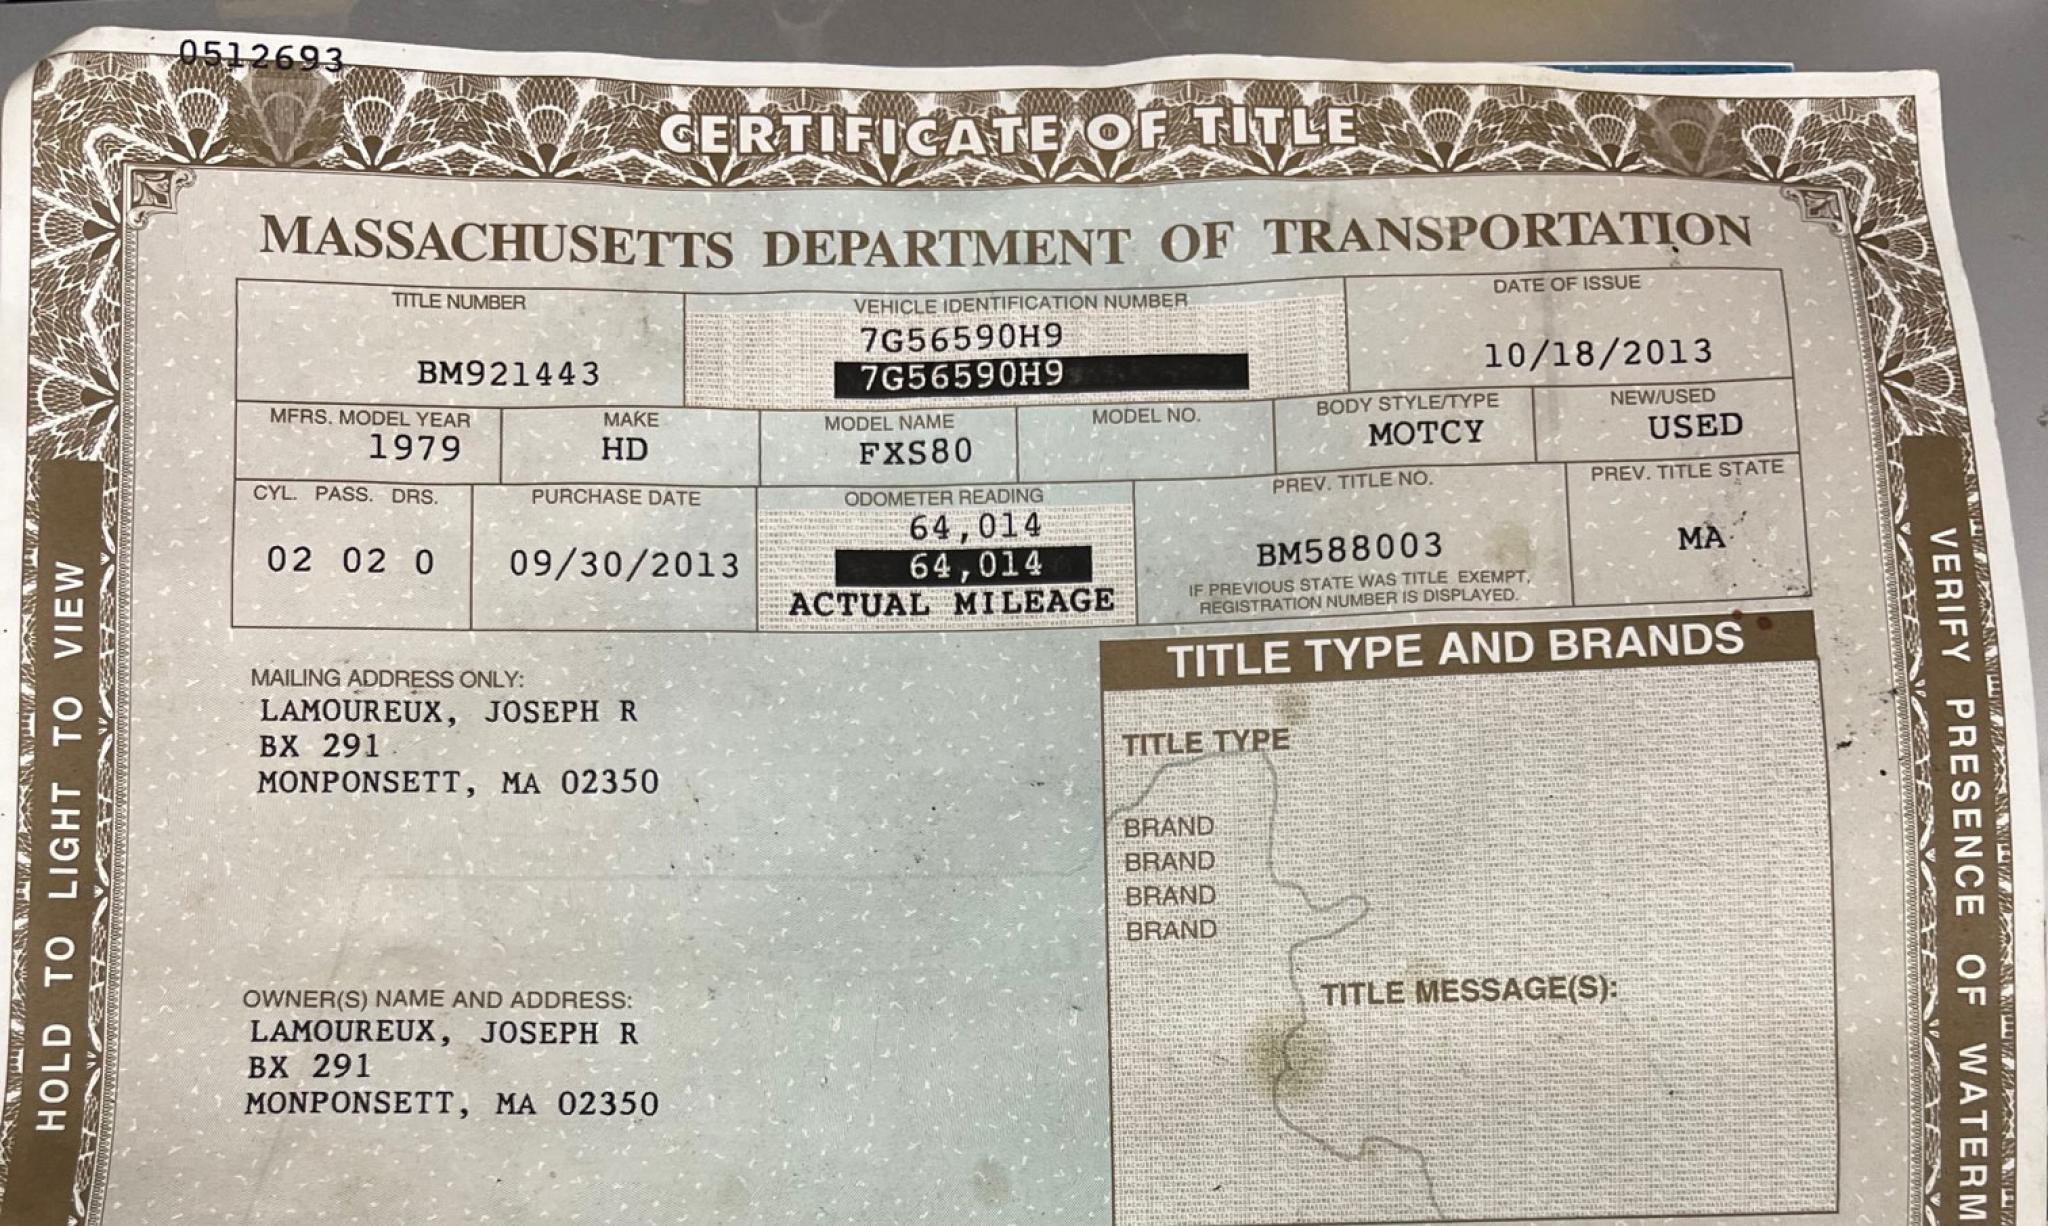 0512693
CERTIFICATE OF TITLE
MASSACHUSETTS DEPARTMENT OF TRANSPORTATION
TITLE NUMBER
BM921443
VEHICLE IDENTIFICATION NUMBER
7G56590H9
7G56590H9
DATE OF ISSUE
10/18/2013
MFRS. MODEL YEAR
1979
MAKE
HD
MODEL NAME
FXS80
MODEL NO.
BODY STYLE/TYPE
MOTCY
NEW/USED
USED
CYL. PASS. DRS.
02 02 0
PURCHASE DATE
09/30/2013
ODOMETER READING
64,014
64,014
ACTUAL MILEAGE
PREV. TITLE NO.
BM588003
IF PREVIOUS STATE WAS TITLE EXEMPT,
REGISTRATION NUMBER IS DISPLAYED.
PREV. TITLE STATE
MA
MAILING ADDRESS ONLY:
LAMOUREUX, JOSEPH R
BX 291
MONPONSETT, MA 02350
OWNER(S) NAME AND ADDRESS:
LAMOUREUX, JOSEPH R
BX 291
MONPONSETT, MA 02350
TITLE TYPE AND BRANDS
TITLE TYPE
BRAND
BRAND
BRAND
BRAND
TITLE MESSAGE(S):
HOLD TO LIGHT TO VIEW
VERIFY PRESENCE OF WATERM